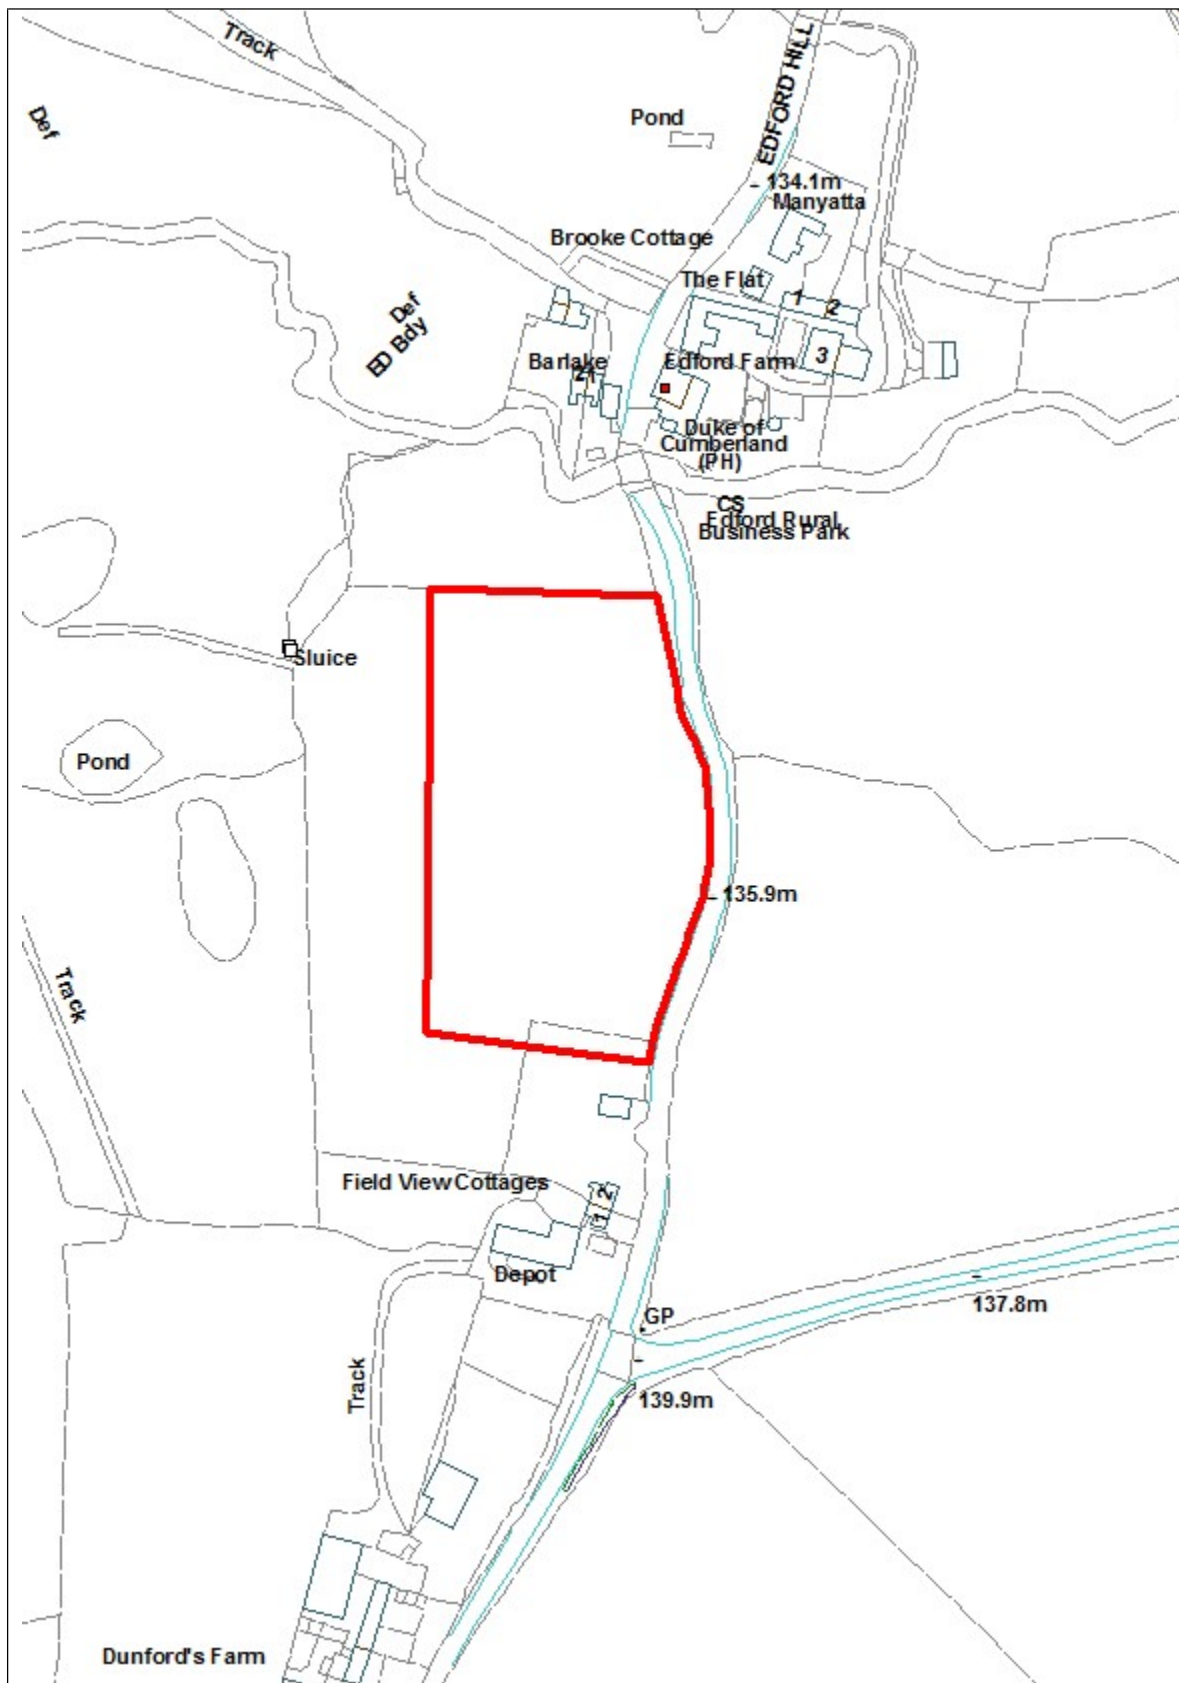 Track
EDFORD HILL
Def
Pond
134.1m
Manyatta
Brooke Cottage
The Flat
1
2
Def
ED Bdy
3
Barlake
Edford Farm
21
Duke of
Cumberland
(PH)
CS
Edford Rural
Business Park
Sluice
Pond
135.9m
Track
Field View Cottages
1 2
Depot
GP
137.8m
139.9m
Track
Dunford's Farm